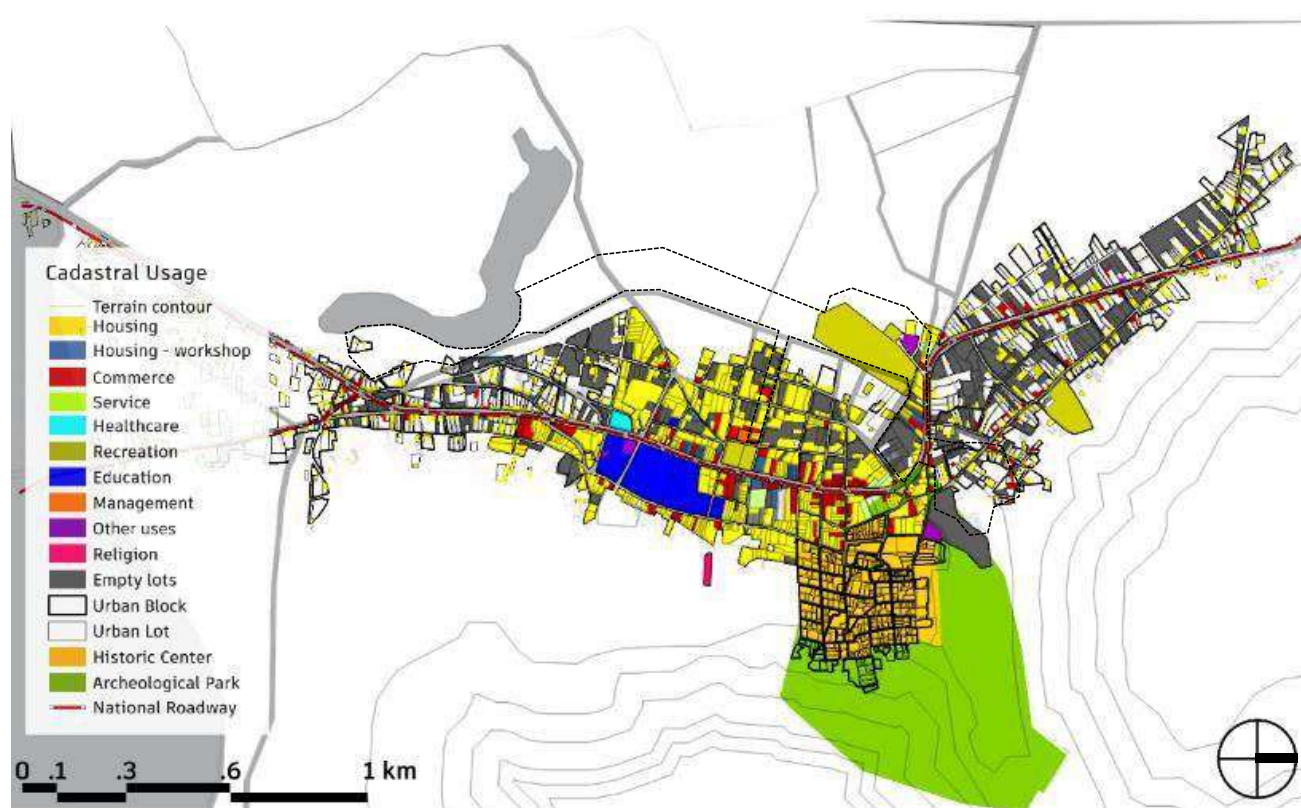 Cadastral Usage
Terrain contour
Housing
Housing - workshop
Commerce
Service
Healthcare
Recreation
Education
Management
Other uses
Religion
Empty lots
Urban Block
Urban Lot
Historic Center
Archeological Park
National Roadway
0 .1 .3 .6 1 km